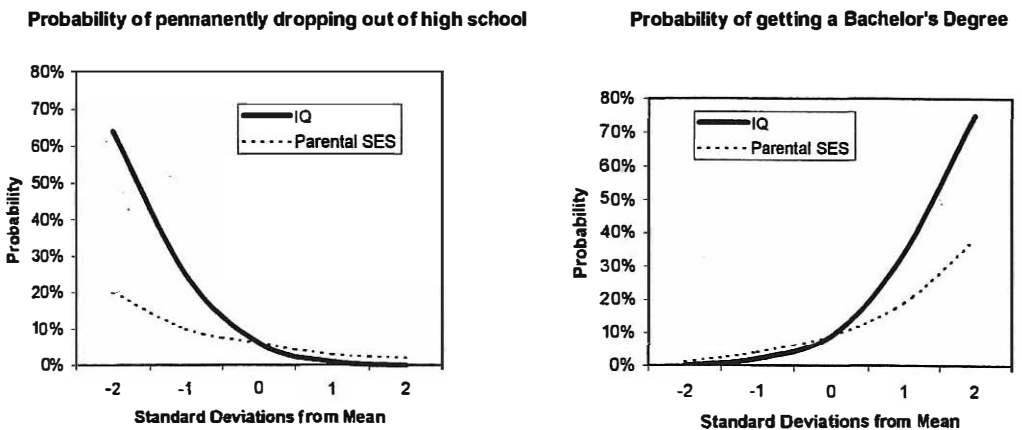 Probability of pennanently dropping out of high school
80%
70%
60%
50%
40%
30%
20%
10%
0%
Probability
IQ
Parental SES
-2 -1 0 1 2
Standard Deviations from Mean
Probability of getting a Bachelor's Degree
80%
70%
60%
50%
40%
30%
20%
10%
0%
Probability
IQ
Parental SES
-2 -1 0 1 2
Standard Deviations from Mean